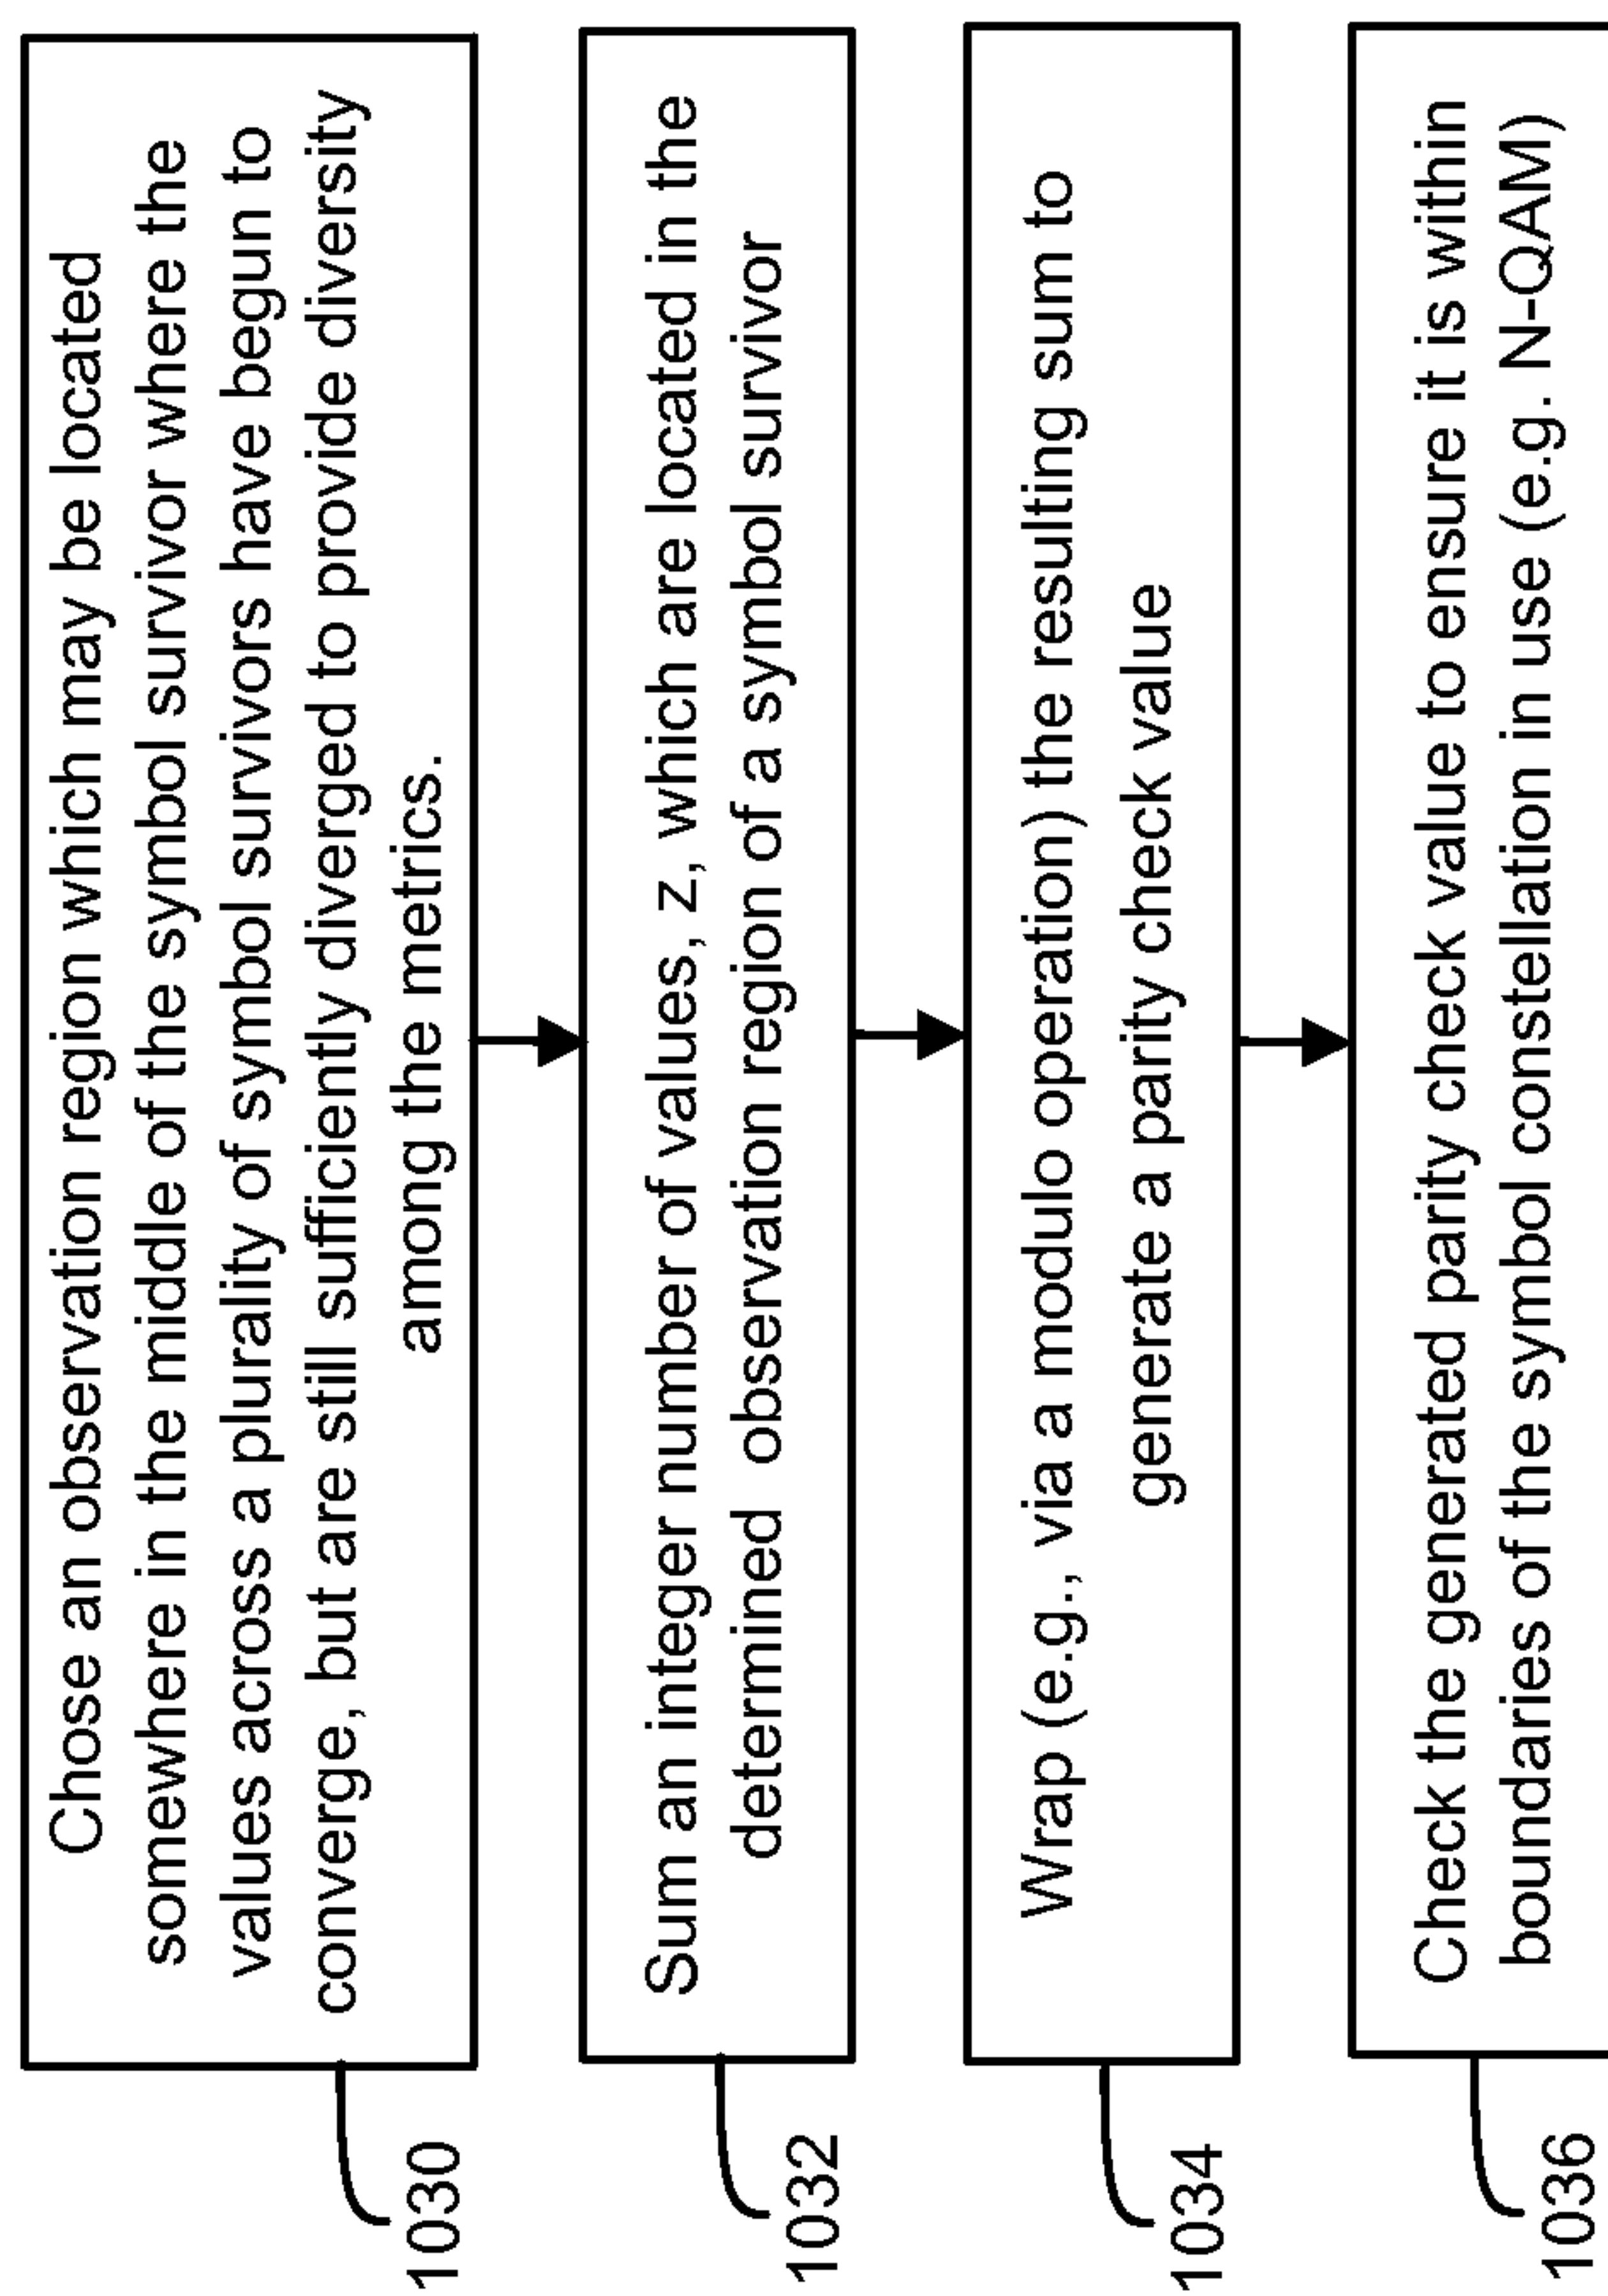 Chose an observation region which may be located
somewhere in the middle of the symbol survivor where the
values across a plurality of symbol survivors have begun to
converge, but are still sufficiently diverged to provide diversity
among the metrics.
1030
Sum an integer number of values, z, which are located in the
determined observation region of a symbol survivor
1032
Wrap (e.g., via a modulo operation) the resulting sum to
generate a parity check value
1034
Check the generated parity check value to ensure it is within
boundaries of the symbol constellation in use (e.g. N-QAM)
1036